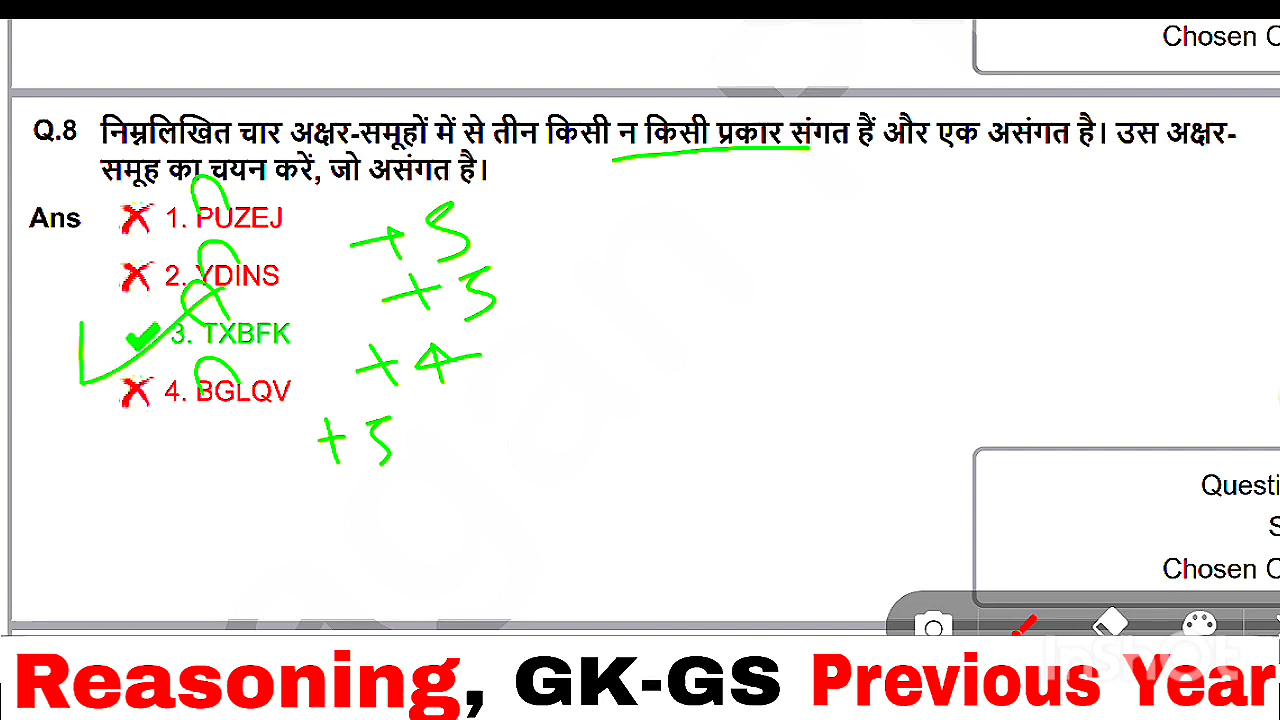 Chosen
Q.8 निम्नलिखित चार अक्षर-समूहों में से तीन किसी न किसी प्रकार संगत हैं और एक असंगत है। उस अक्षर-
समूह का चयन करें, जो असंगत है।
Ans 1. PUZEJ
2. YDINS
3. TXBFK
4. BGLQV
+5
+5
+4
+5
Questi
S
Chosen
InShot
Reasoning, GK-GS Previous Year